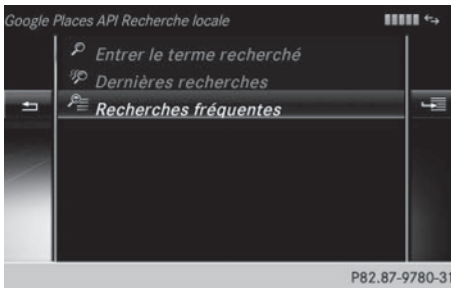 Google Places API Recherche locale
Entrer le terme recherché
Dernières recherches
Recherches fréquentes
P82.87-9780-31